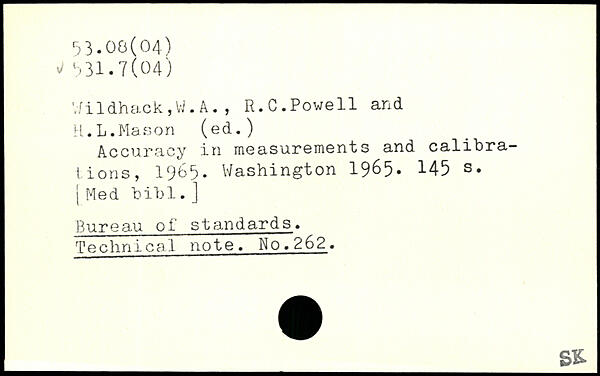 53.08(04)
✓ 531.7(04)
Wildhack,W.A., R.C.Powell and
H.L.Mason (ed.)
Accuracy in measurements and calibra-
tions, 1965. Washington 1965. 145 s.
[Med bibl.]
Bureau of standards.
Technical note. No.262.
SK